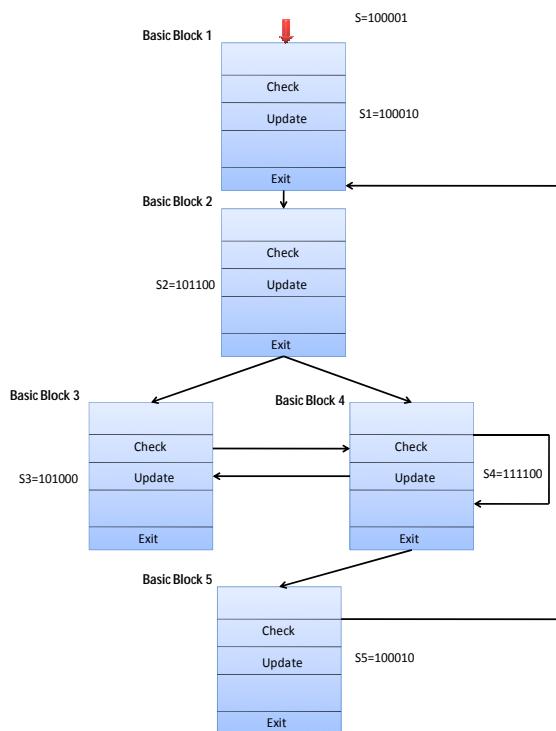 S=100001
Basic Block 1
Check
Update
S1=100010
Exit
Basic Block 2
Check
S2=101100
Update
Exit
Basic Block 3
Basic Block 4
Check
Check
S3=101000
Update
Update
S4=111100
Exit
Exit
Basic Block 5
Check
Update
S5=100010
Exit